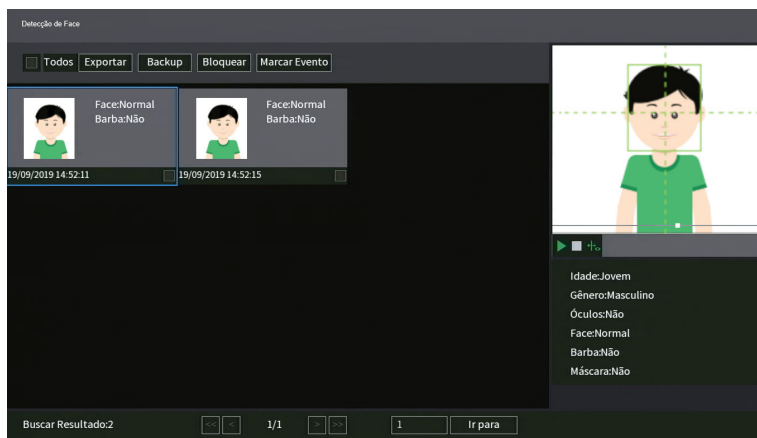 Detecção de Face
Todos Exportar Backup Bloquear Marcar Evento
Face:Normal
Barba:Não
19/09/2019 14:52:11
Face:Normal
Barba:Não
19/09/2019 14:52:15
Idade:Jovem
Gênero:Masculino
Óculos:Não
Face:Normal
Barba:Não
Máscara:Não
Buscar Resultado:2 << < 1/1 > >> 1 Ir para